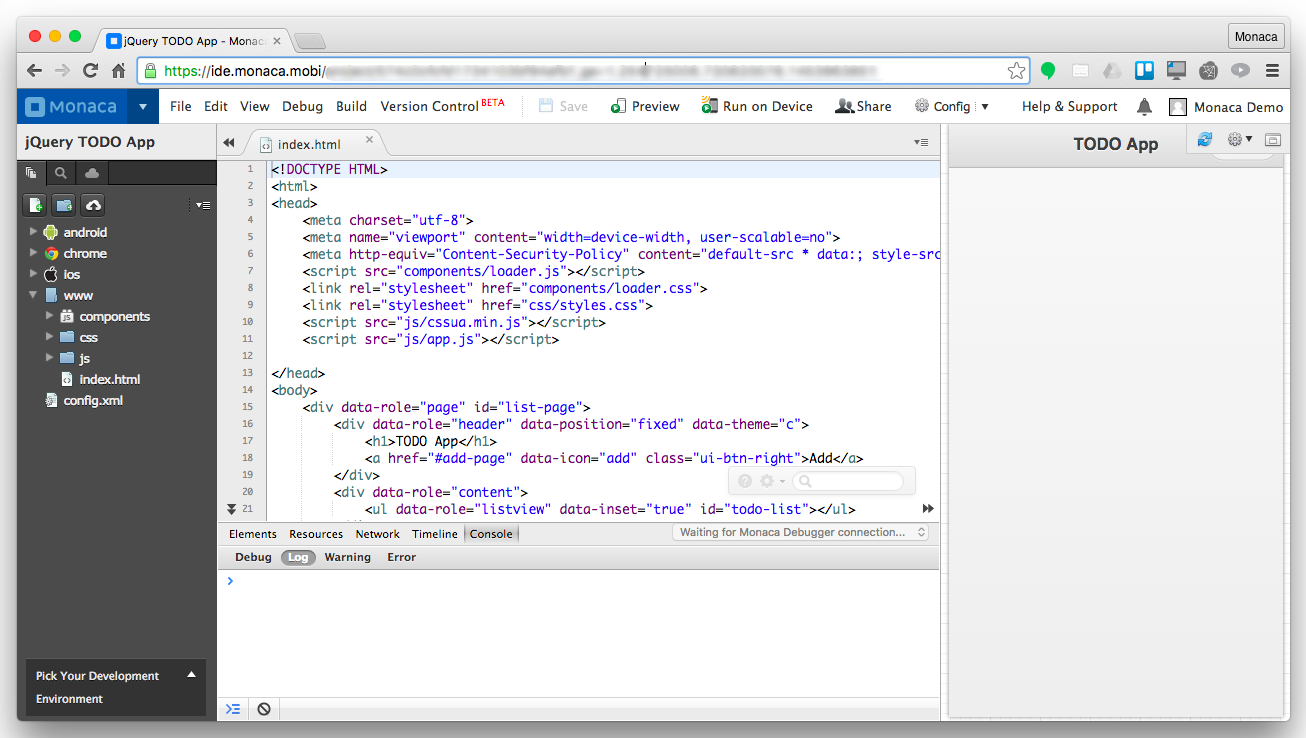 jQuery TODO App - Monac
Monaca
https://ide.monaca.mobi/
Monaca File Edit View Debug Build Version Control BETA Save Preview Run on Device Share Config Help & Support Monaca Demo
jQuery TODO App
index.html
TODO App
android
chrome
ios
www
components
css
js
index.html
config.xml
Pick Your Development
Environment
1 <!DOCTYPE HTML>
2 <html>
3 <head>
4 <meta charset="utf-8">
5 <meta name="viewport" content="width=device-width, user-scalable=no">
6 <meta http-equiv="Content-Security-Policy" content="default-src * data:; style-src
7 <script src="components/loader.js"></script>
8 <link rel="stylesheet" href="components/loader.css">
9 <link rel="stylesheet" href="css/styles.css">
10 <script src="js/cssua.min.js"></script>
11 <script src="js/app.js"></script>
12
13 </head>
14 <body>
15 <div data-role="page" id="list-page">
16 <div data-role="header" data-position="fixed" data-theme="c">
17 <h1>TODO App</h1>
18 <a href="#add-page" data-icon="add" class="ui-btn-right">Add</a>
19 </div>
20 <div data-role="content">
21 <ul data-role="listview" data-inset="true" id="todo-list"></ul>
Elements Resources Network Timeline Console Waiting for Monaca Debugger connection...
Debug Log Warning Error